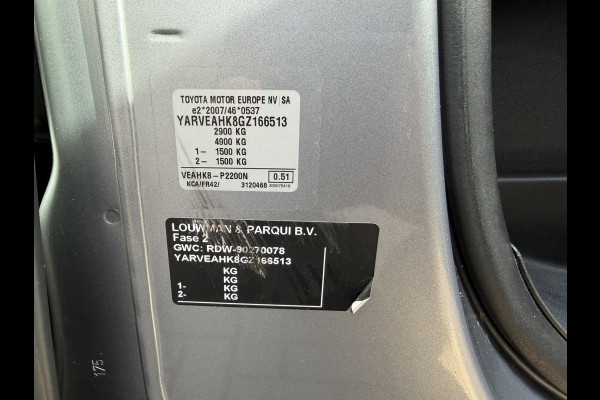 TOYOTA MOTOR EUROPE NV/SA
e2*2007/46*0537
YARVEAHK8GZ166513
2900 KG
4900 KG
1- 1500 KG
2- 1500 KG
VEAHK8-P2200N 0.51
KCA/FR42/ 3120468
LOUWMAN & PARQUI B.V.
Fase 2
GWC: RDW-90270078
YARVEAHK8GZ166513
KG
KG
1- KG
2- KG
175